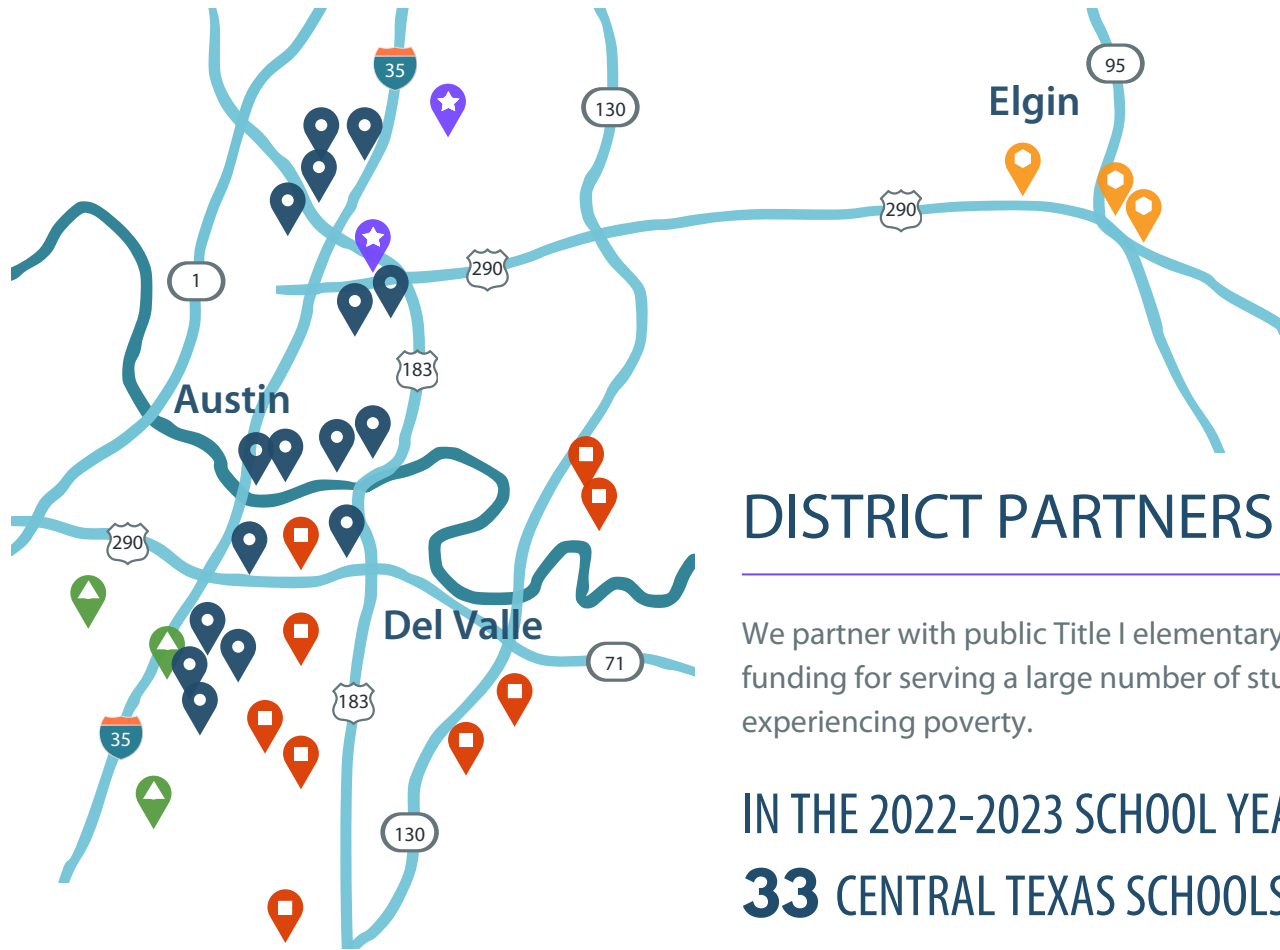 35
95
130
Elgin
290
290
1
183
Austin
290
Del Valle
71
183
35
130
DISTRICT PARTNERS
We partner with public Title I elementary
funding for serving a large number of stu
experiencing poverty.
IN THE 2022-2023 SCHOOL YEA
33 CENTRAL TEXAS SCHOOLS